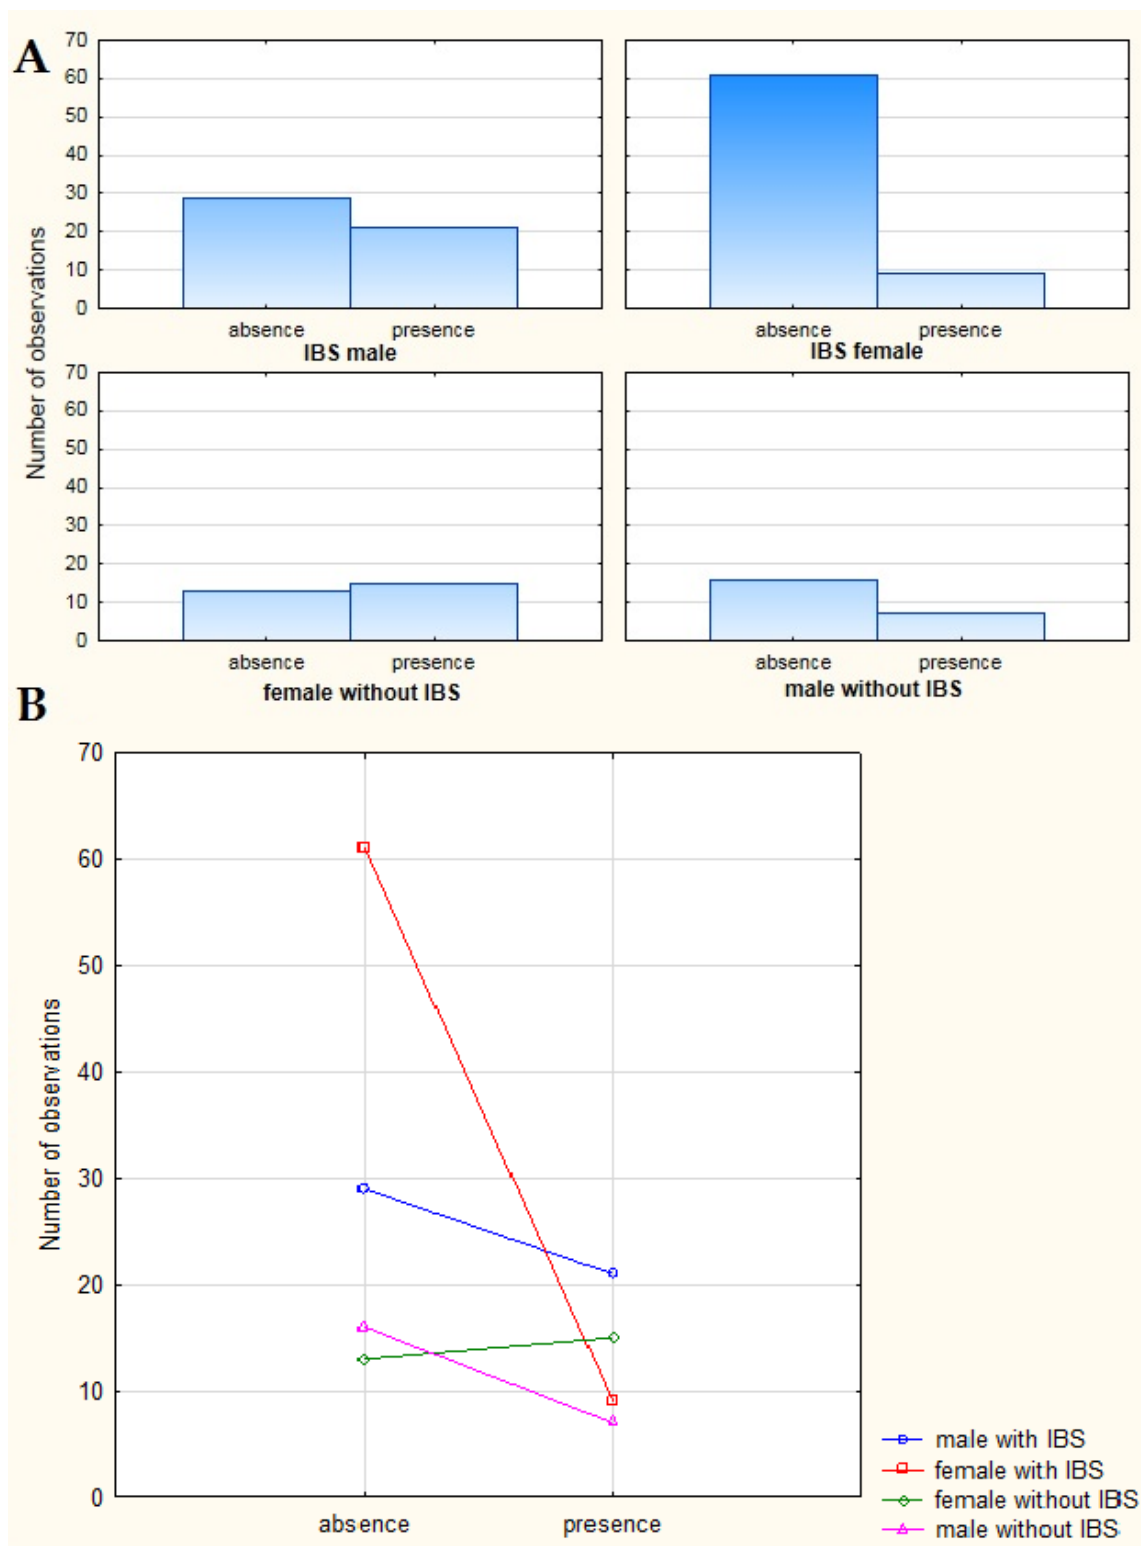 A
70
60
50
40
30
20
10
0
absence presence
IBS male
absence presence
IBS female
Number of observations
70
60
50
40
30
20
10
0
absence presence
female without IBS
absence presence
male without IBS
B
70
60
50
40
30
20
10
0
Number of observations
absence presence
male with IBS
female with IBS
female without IBS
male without IBS